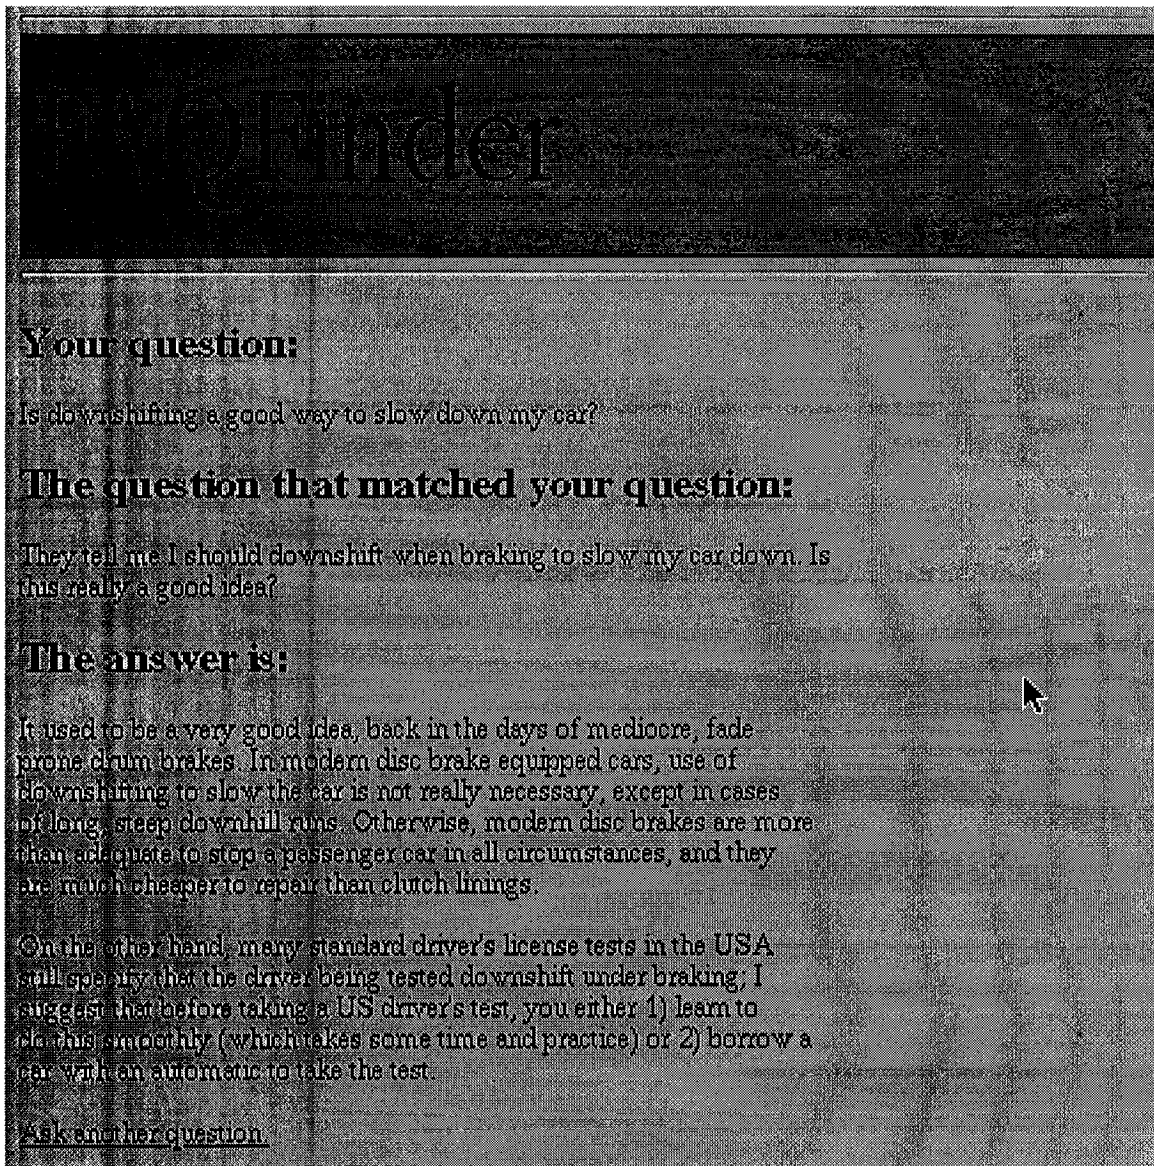 FAQFinder
Your question:
Is downshifting a good way to slow down my car?
The question that matched your question:
They tell me I should downshift when braking to slow my car down. Is
this really a good idea?
The answer is:
It used to be a very good idea, back in the days of mediocre, fade
prone drum brakes. In modern disc brake equipped cars, use of
downshifting to slow the car is not really necessary, except in cases
of long, steep downhill runs. Otherwise, modern disc brakes are more
than adequate to stop a passenger car in all circumstances, and they
are much cheaper to repair than clutch linings.
On the other hand, many standard driver's license tests in the USA
still specify that the driver being tested downshift under braking; I
suggest that before taking a US driver's test, you either 1) learn to
do this smoothly (which takes some time and practice) or 2) borrow a
car with an automatic to take the test.
Ask another question.